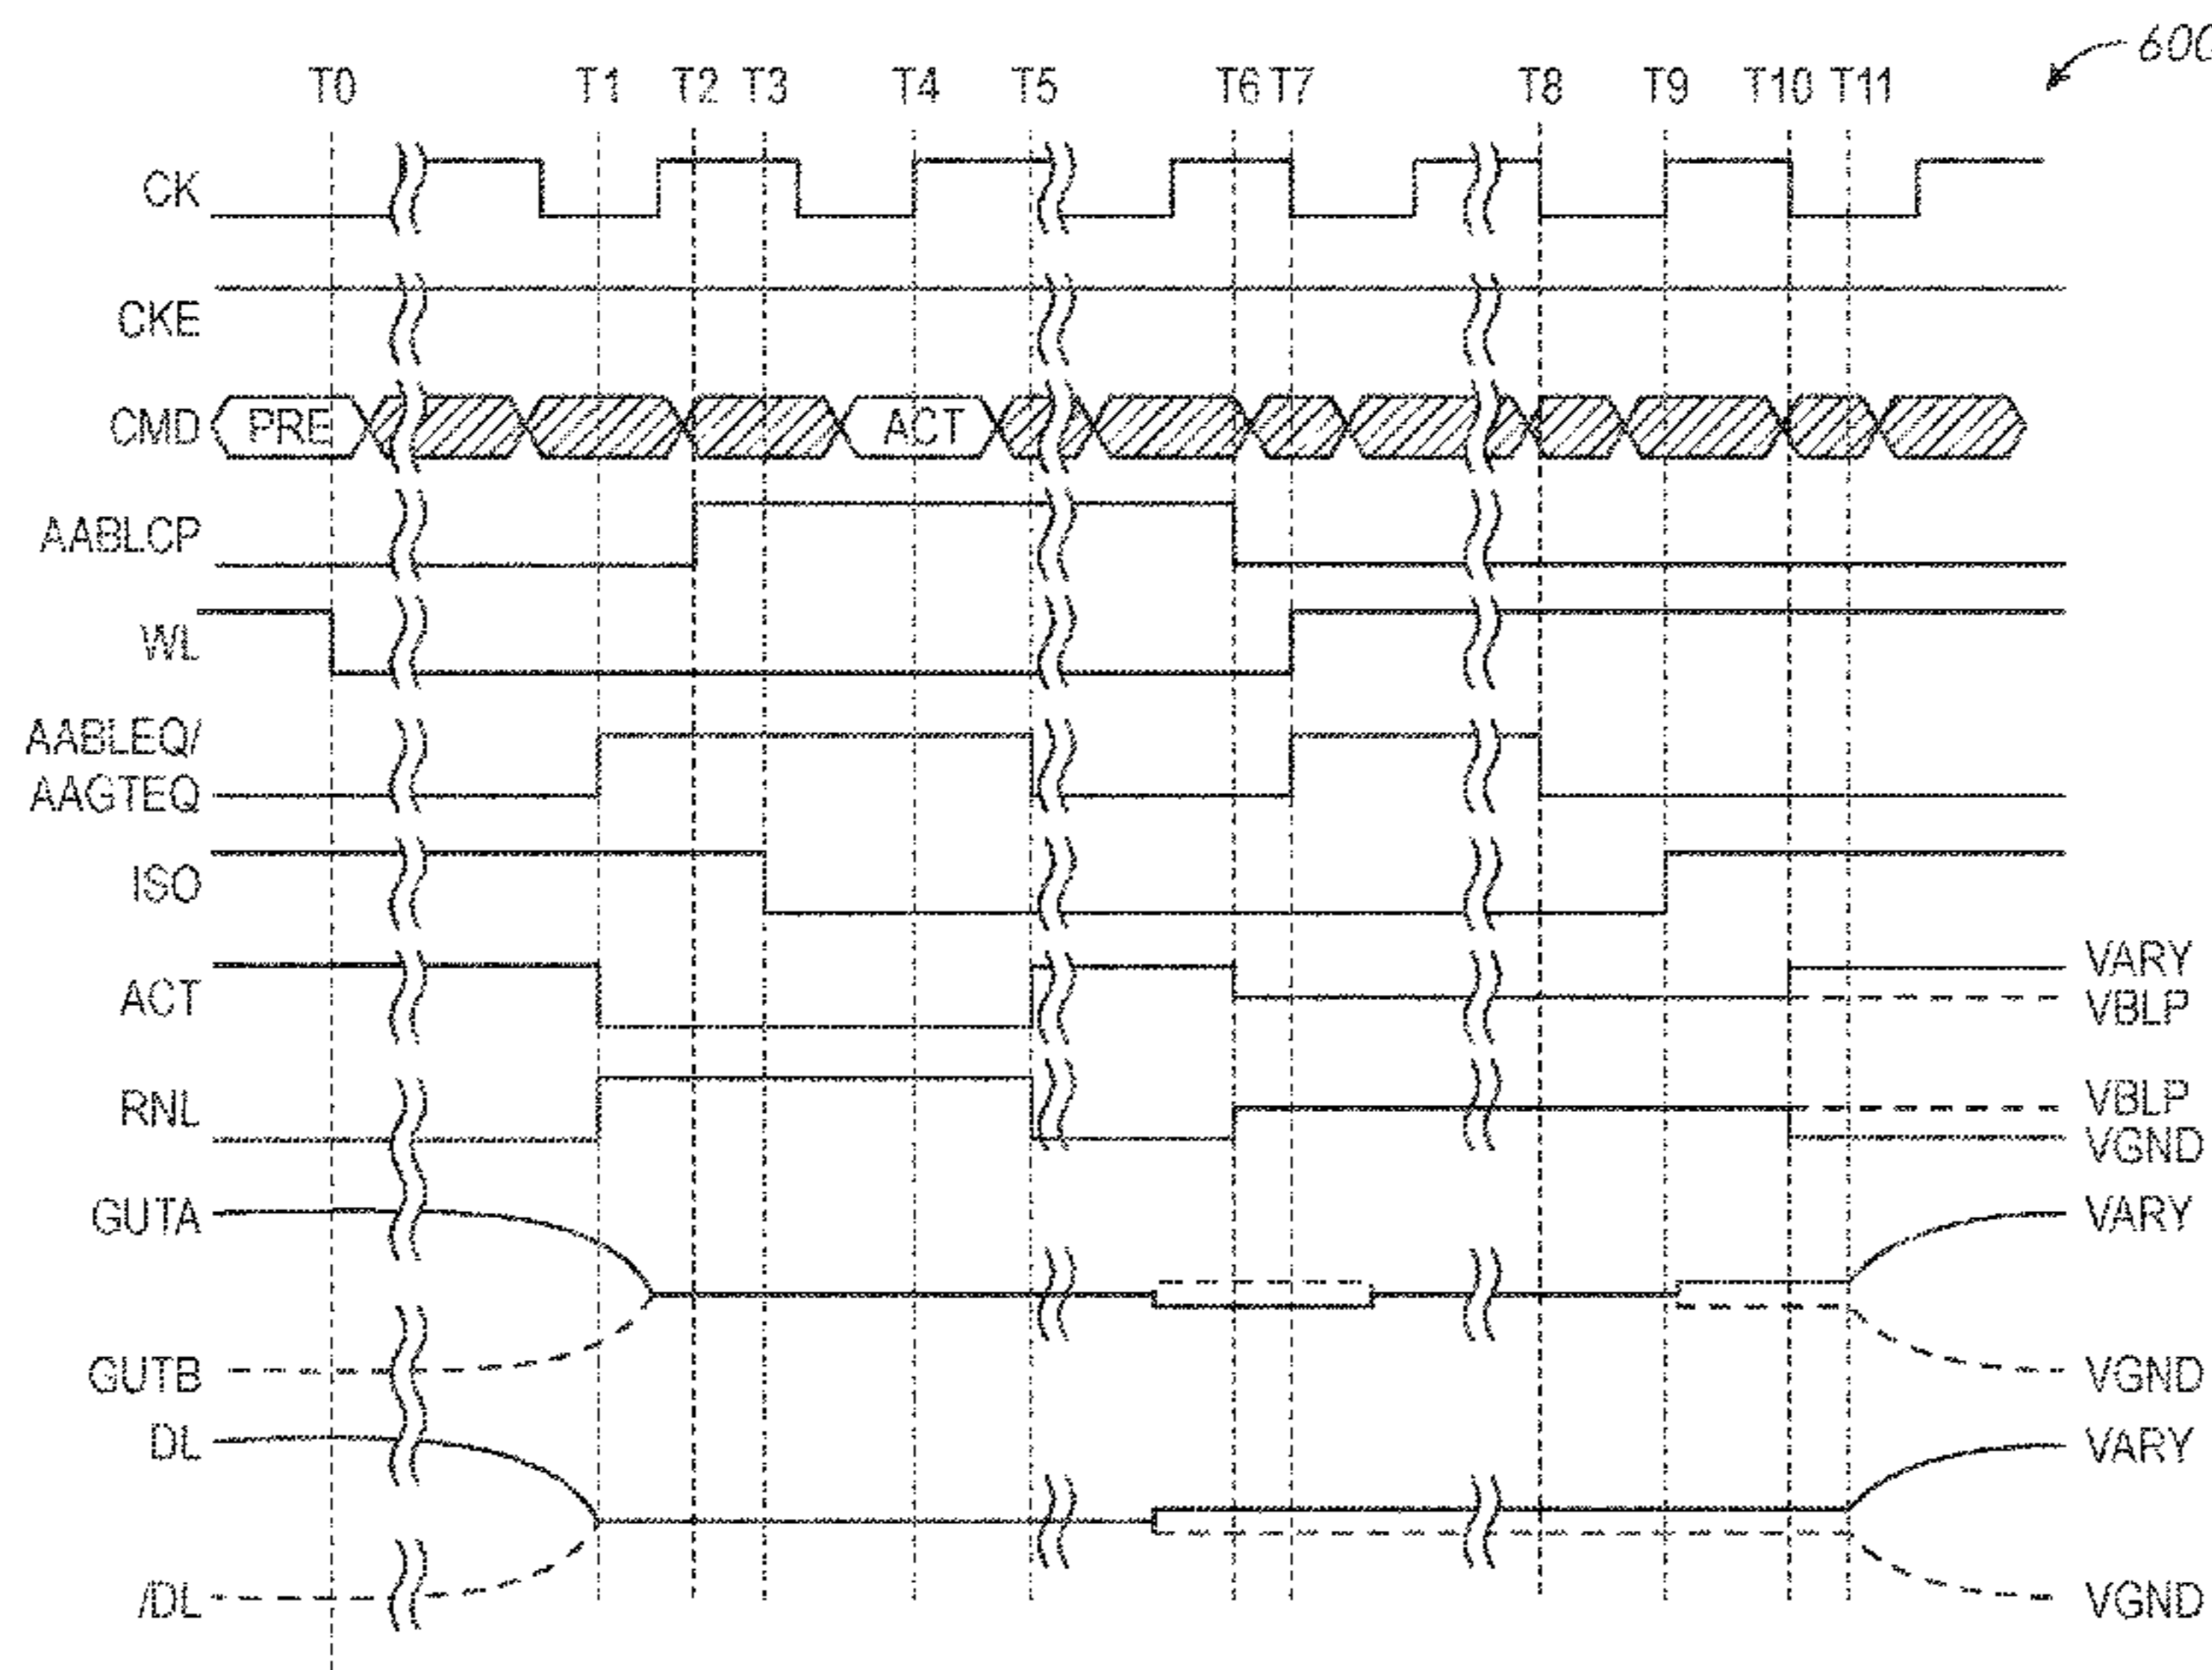 600
T0 T1 T2 T3 T4 T5 T6 T7 T8 T9 T10 T11
CK
CKE
CMD PRE ACT
AABLCP
WL
AABLEQ/
AAGTEQ
ISO
ACT VARY
VBLP
RNL VBLP
VGND
GUTA VARY
GUTB VGND
DL VARY
/DL VGND